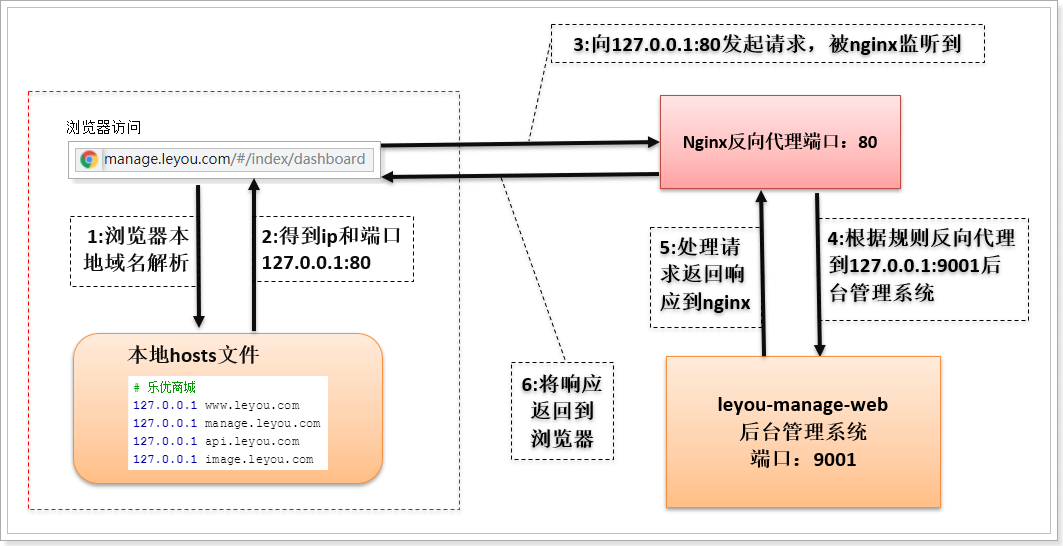 3:向127.0.0.1:80发起请求，被nginx监听到
浏览器访问
manage.leyou.com/#/index/dashboard
Nginx反向代理端口：80
1:浏览器本
地域名解析
2:得到ip和端口
127.0.0.1:80
5:处理请
求返回响
应到nginx
4:根据规则反向代理
到127.0.0.1:9001后
台管理系统
本地hosts文件
# 乐优商城
127.0.0.1 www.leyou.com
127.0.0.1 manage.leyou.com
127.0.0.1 api.leyou.com
127.0.0.1 image.leyou.com
6:将响应
返回到
浏览器
leyou-manage-web
后台管理系统
端口：9001